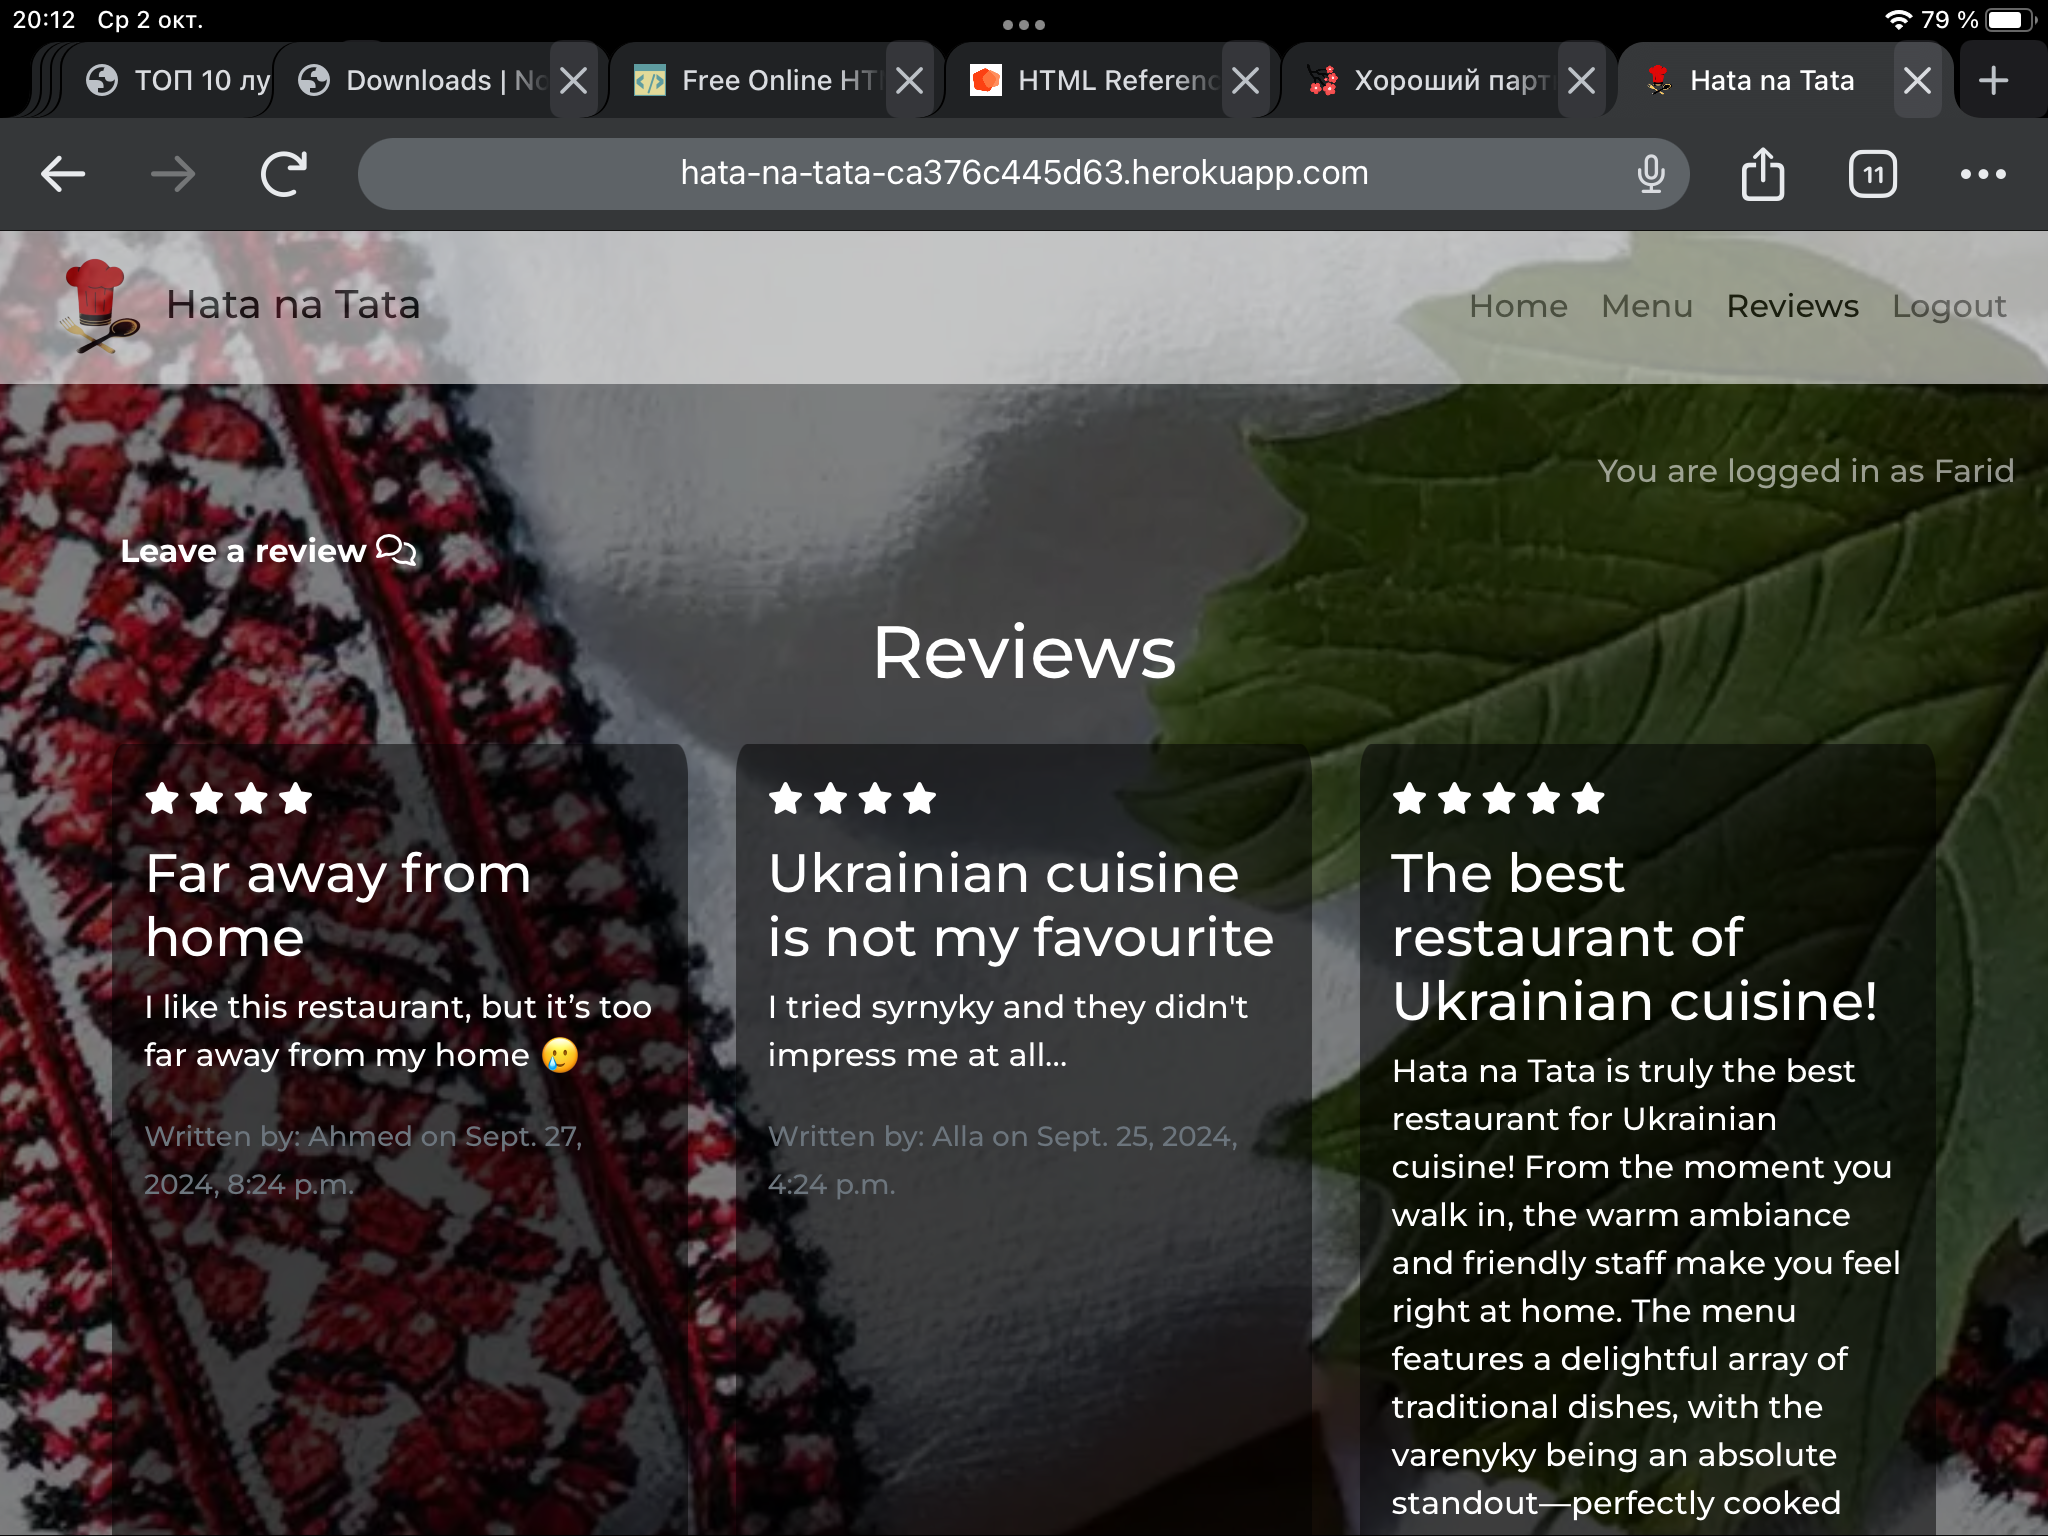 20:12 Ср 2 окт.
79 %
ТОП 10 лу
Downloads | No
Free Online HTM
HTML Referenc
Хороший парт
Hata na Tata
hata-na-tata-ca376c445d63.herokuapp.com
11
Hata na Tata
Home Menu Reviews Logout
You are logged in as Farid
Leave a review
Reviews
Far away from
home
I like this restaurant, but it’s too
far away from my home 🥲
Written by: Ahmed on Sept. 27,
2024, 8:24 p.m.
Ukrainian cuisine
is not my favourite
I tried syrnyky and they didn't
impress me at all...
Written by: Alla on Sept. 25, 2024,
4:24 p.m.
The best
restaurant of
Ukrainian cuisine!
Hata na Tata is truly the best
restaurant for Ukrainian
cuisine! From the moment you
walk in, the warm ambiance
and friendly staff make you feel
right at home. The menu
features a delightful array of
traditional dishes, with the
varenyky being an absolute
standout—perfectly cooked